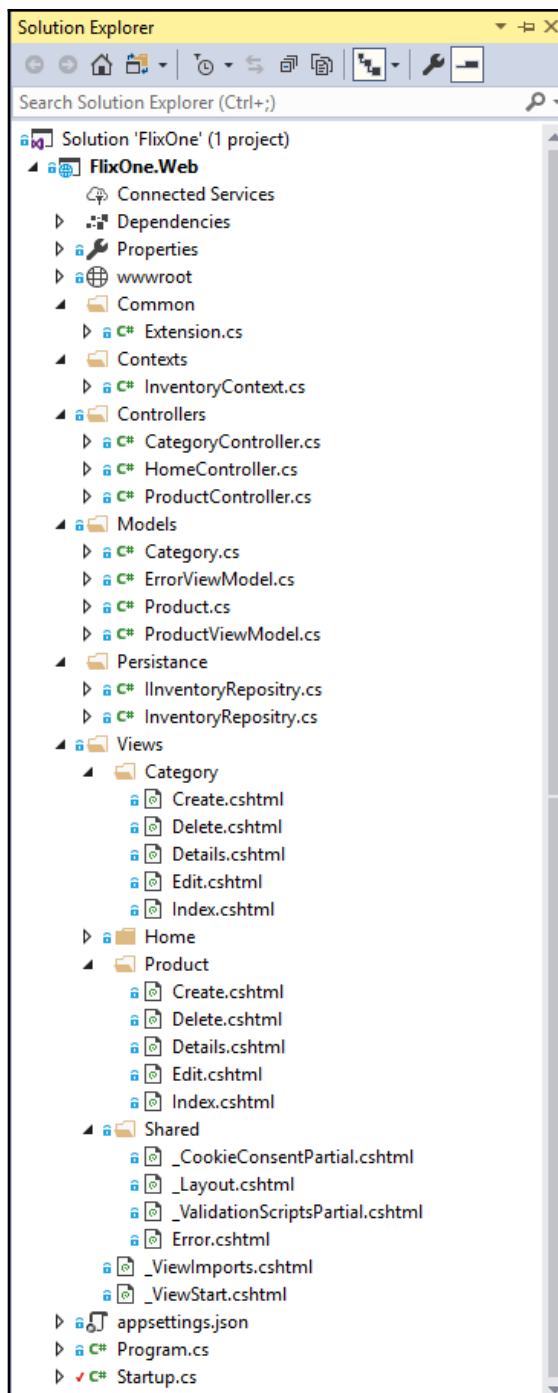 Solution Explorer
Search Solution Explorer (Ctrl+;)
Solution 'FlixOne' (1 project)
FlixOne.Web
Connected Services
Dependencies
Properties
wwwroot
Common
C# Extension.cs
Contexts
C# InventoryContext.cs
Controllers
C# CategoryController.cs
C# HomeController.cs
C# ProductController.cs
Models
C# Category.cs
C# ErrorViewModel.cs
C# Product.cs
C# ProductViewModel.cs
Persistance
C# IInventoryRepositry.cs
C# InventoryRepositry.cs
Views
Category
Create.cshtml
Delete.cshtml
Details.cshtml
Edit.cshtml
Index.cshtml
Home
Product
Create.cshtml
Delete.cshtml
Details.cshtml
Edit.cshtml
Index.cshtml
Shared
_CookieConsentPartial.cshtml
_Layout.cshtml
_ValidationScriptsPartial.cshtml
Error.cshtml
_ViewImports.cshtml
_ViewStart.cshtml
appsettings.json
C# Program.cs
C# Startup.cs